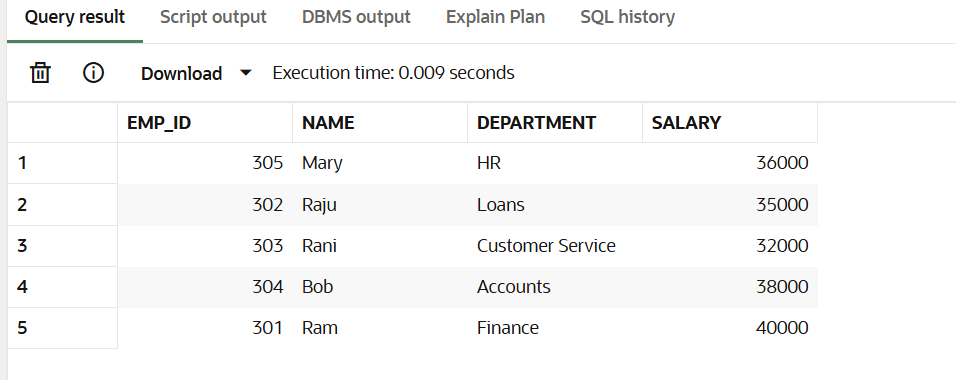 Query result Script output DBMS output Explain Plan SQL history
Download Execution time: 0.009 seconds
EMP_ID NAME DEPARTMENT SALARY
1 305 Mary HR 36000
2 302 Raju Loans 35000
3 303 Rani Customer Service 32000
4 304 Bob Accounts 38000
5 301 Ram Finance 40000